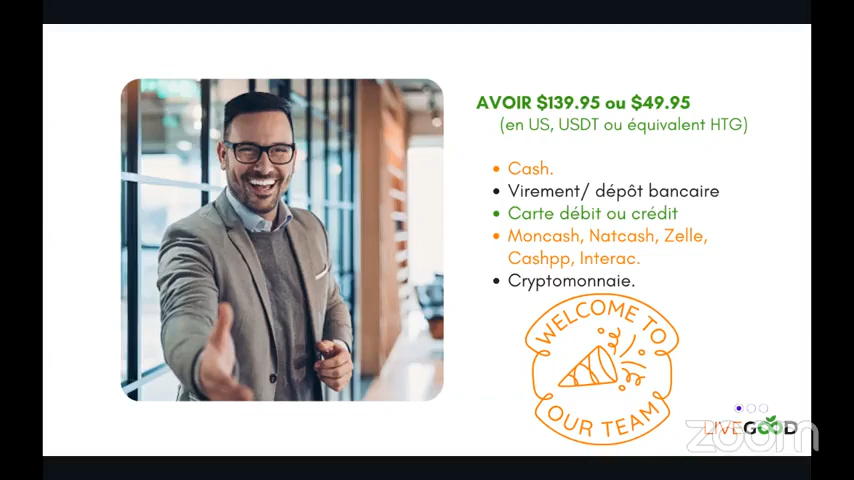 AVOIR $139.95 ou $49.95
(en US, USDT ou équivalent HTG)
Cash.
Virement/ dépôt bancaire
Carte débit ou crédit
Moncash, Natcash, Zelle,
Cashpp, Interac.
Cryptomonnaie.
WELCOME TO
OUR TEAM
LIVEGOOD
zoom